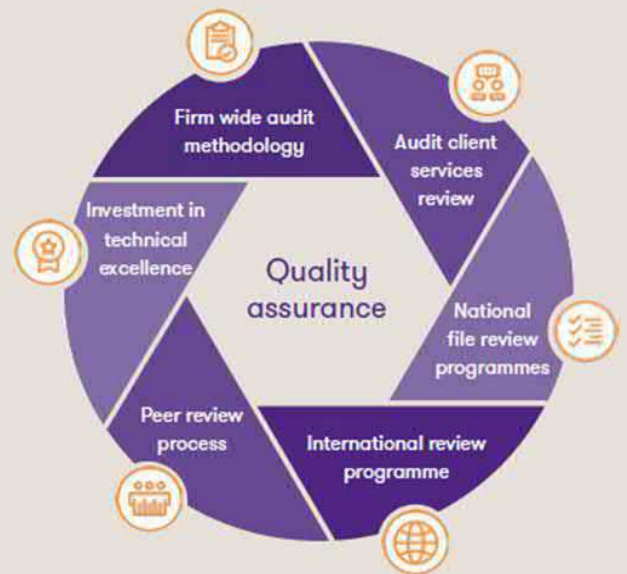 Firm wide audit
methodology
Audit client
services
review
National
file review
programmes
International review
programme
Peer review
process
Investment in
technical
excellence
Quality
assurance